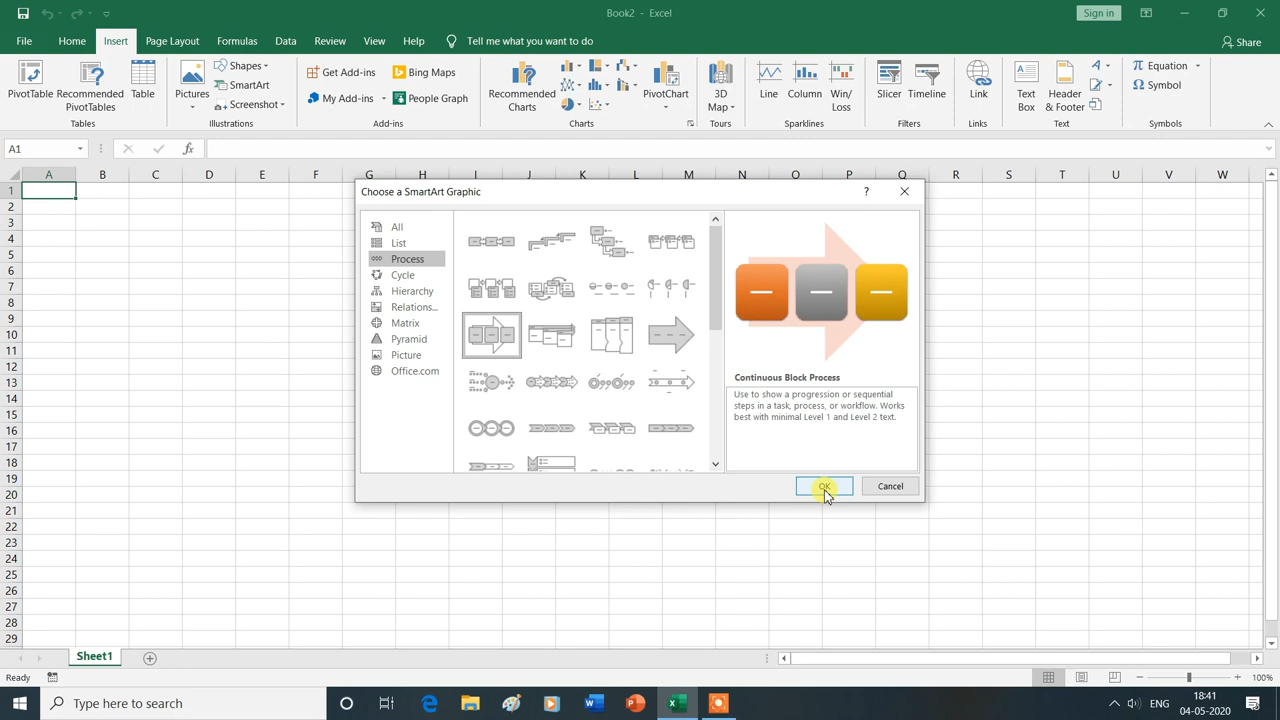 Book2 - Excel
Sign in
File Home Insert Page Layout Formulas Data Review View Help Tell me what you want to do Share
PivotTable
Recommended PivotTables
Table
Tables
Pictures
Shapes
SmartArt
Screenshot
Illustrations
Get Add-ins
My Add-ins
Bing Maps
People Graph
Add-ins
Recommended Charts
PivotChart
Charts
3D Map
Tours
Line
Column
Win/Loss
Sparklines
Slicer
Timeline
Filters
Link
Links
Text Box
Header & Footer
Text
Equation
Symbol
Symbols
A1
fx
A B C D E F G H I J K L M N O P Q R S T U V W
1
2
3
4
5
6
7
8
9
10
11
12
13
14
15
16
17
18
19
20
21
22
23
24
25
26
27
28
29
Choose a SmartArt Graphic
?
All
List
Process
Cycle
Hierarchy
Relations...
Matrix
Pyramid
Picture
Office.com
Continuous Block Process
Use to show a progression or sequential
steps in a task, process, or workflow. Works
best with minimal Level 1 and Level 2 text.
OK
Cancel
Sheet1
Ready
100%
Type here to search
ENG
18:41
04-05-2020